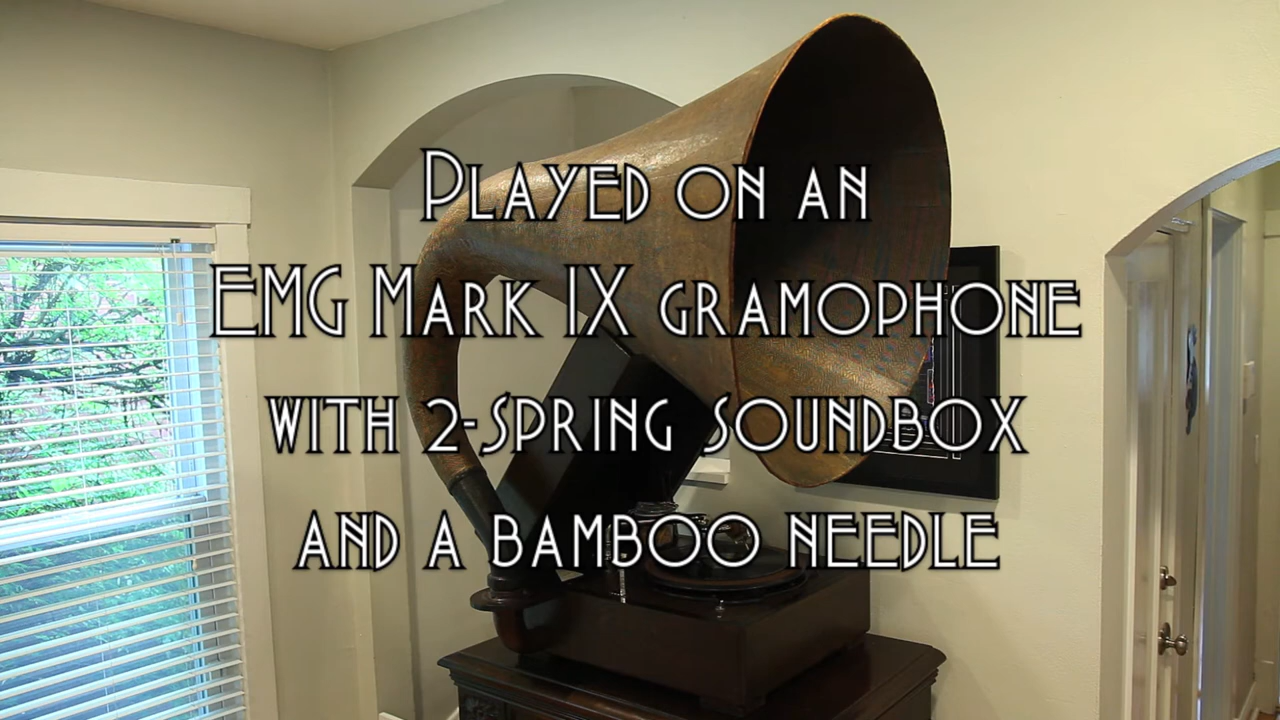 Played on an
EMG Mark IX gramophone
with 2-spring soundbox
and a bamboo needle